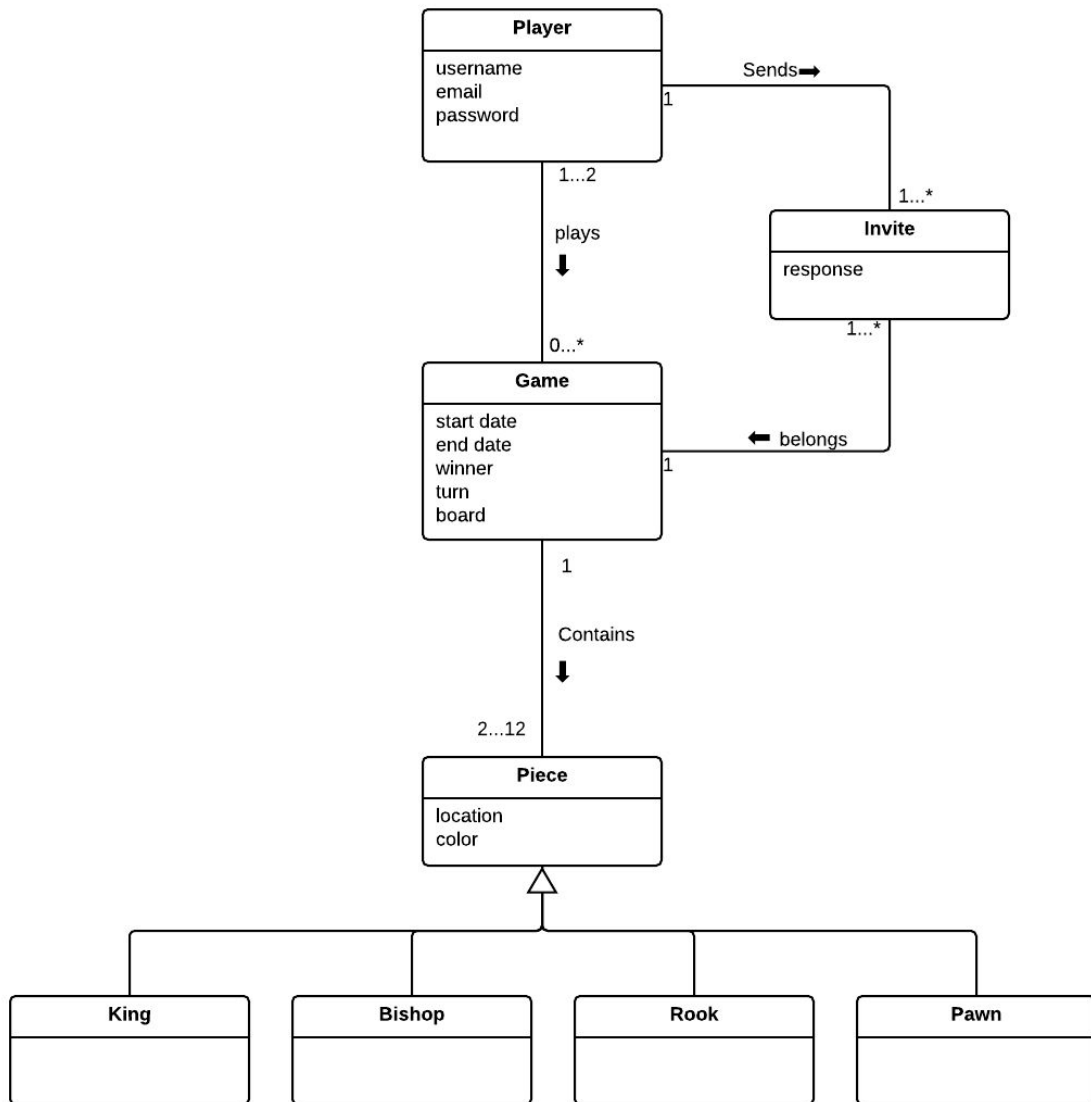 Player
username
email
password
Sends
1
1...*
1...2
plays
Invite
response
1...*
0...*
Game
start date
end date
winner
turn
board
belongs
1
1
Contains
2...12
Piece
location
color
King
Bishop
Rook
Pawn